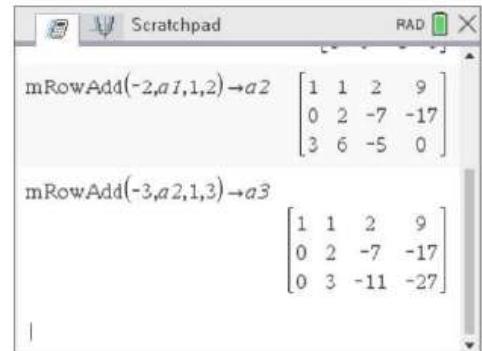 Scratchpad RAD
mRowAdd(-2,a1,1,2)→a2
[1 1 2 9
0 2 -7 -17
3 6 -5 0]
mRowAdd(-3,a2,1,3)→a3
[1 1 2 9
0 2 -7 -17
0 3 -11 -27]